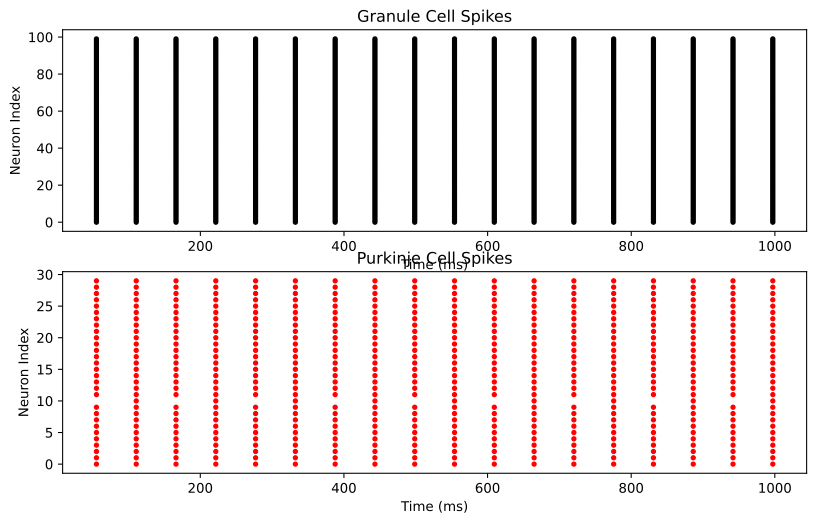 Granule Cell Spikes
Neuron Index
100
80
60
40
20
0
200 400 600 800 1000
Time (ms)
Purkinje Cell Spikes
Neuron Index
30
25
20
15
10
5
0
200 400 600 800 1000
Time (ms)